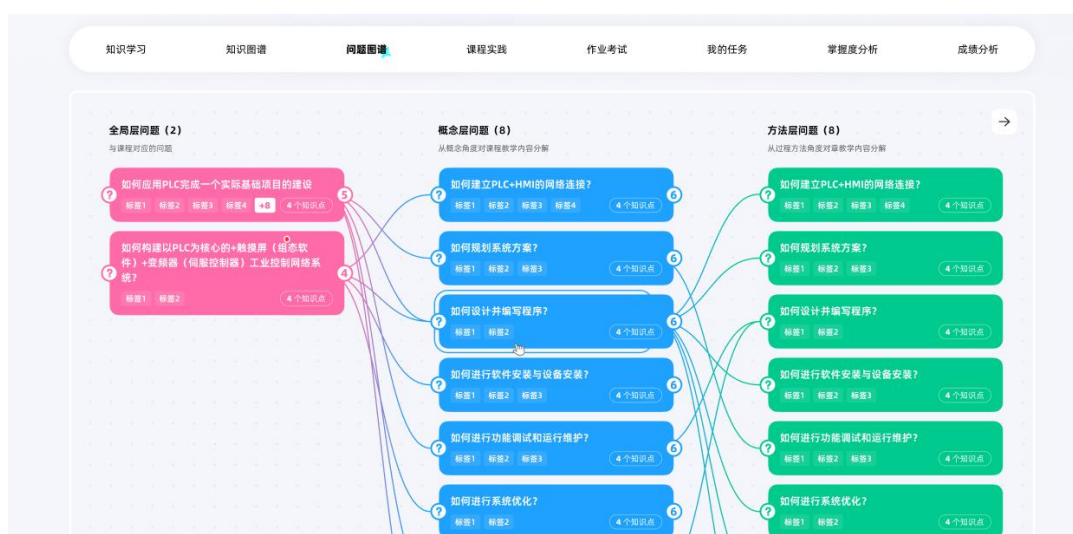 知识学习
知识图谱
问题图谱
课程实践
作业考试
我的任务
掌握度分析
成绩分析
全局层问题（2）
与课程对应的问题
如何应用PLC完成一个实际基础项目的建设
标签1 标签2 标签3 标签4 +8 4 个知识点
5
如何构建以PLC为核心的+触摸屏（组态软
件）+变频器（伺服控制器）工业控制网络系
统?
标签1 标签2 4 个知识点
4
概念层问题（8）
从概念角度对课程教学内容分解
如何建立PLC+HMI的网络连接?
标签1 标签2 标签3 标签4 4 个知识点
6
如何规划系统方案?
标签1 标签2 标签3 4 个知识点
6
如何设计并编写程序?
标签1 标签2 4 个知识点
6
如何进行软件安装与设备安装?
标签1 标签2 标签3 4 个知识点
6
如何进行功能调试和运行维护?
标签1 标签2 标签3 4 个知识点
6
如何进行系统优化?
标签1 标签2 4 个知识点
6
方法层问题（8）
从过程方法角度对章教学内容分解
如何建立PLC+HMI的网络连接?
标签1 标签2 标签3 标签4 4 个知识点
如何规划系统方案?
标签1 标签2 标签3 4 个知识点
如何设计并编写程序?
标签1 标签2 4 个知识点
如何进行软件安装与设备安装?
标签1 标签2 标签3 4 个知识点
如何进行功能调试和运行维护?
标签1 标签2 标签3 4 个知识点
如何进行系统优化?
标签1 标签2 4 个知识点